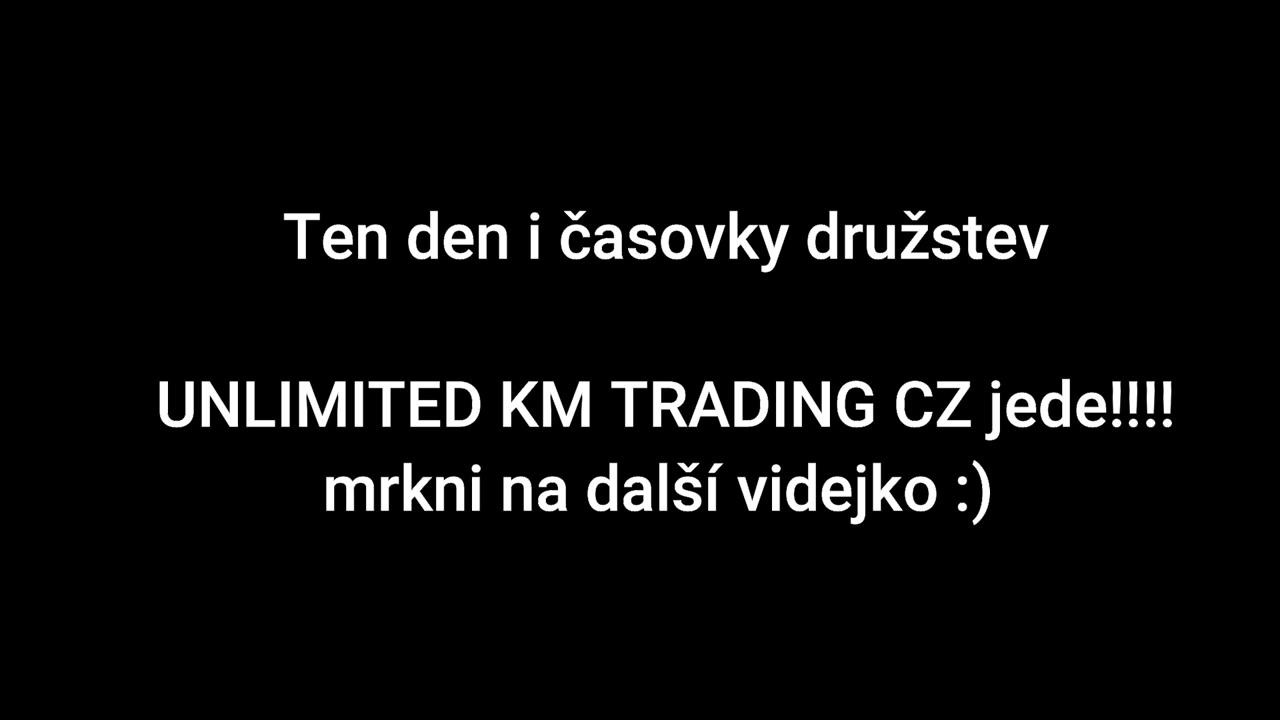 Ten den i časovky družstev
UNLIMITED KM TRADING CZ jede!!!!
mrkni na další videjko :)